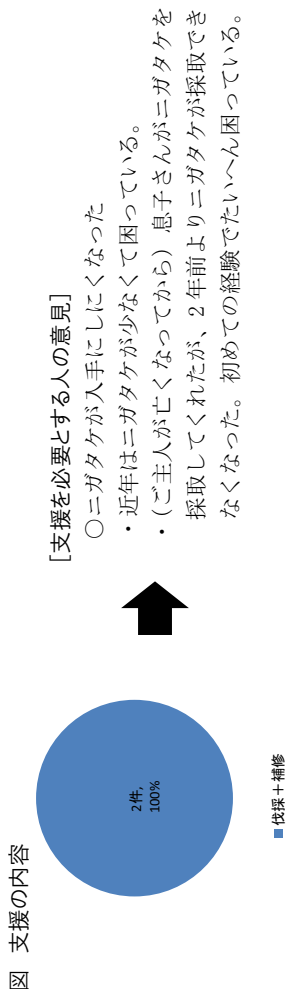 図　支援の内容
2件,
100%
■伐採＋補修
[支援を必要とする人の意見]
○ニガタケが入手にしにくなった
・近年はニガタケが少なくて困っている。
・（ご主人が亡くなってから）息子さんがニガタケを
採取してくれたが、２年前よりニガタケが採取でき
なくなった。初めての経験でたいへん困っている。